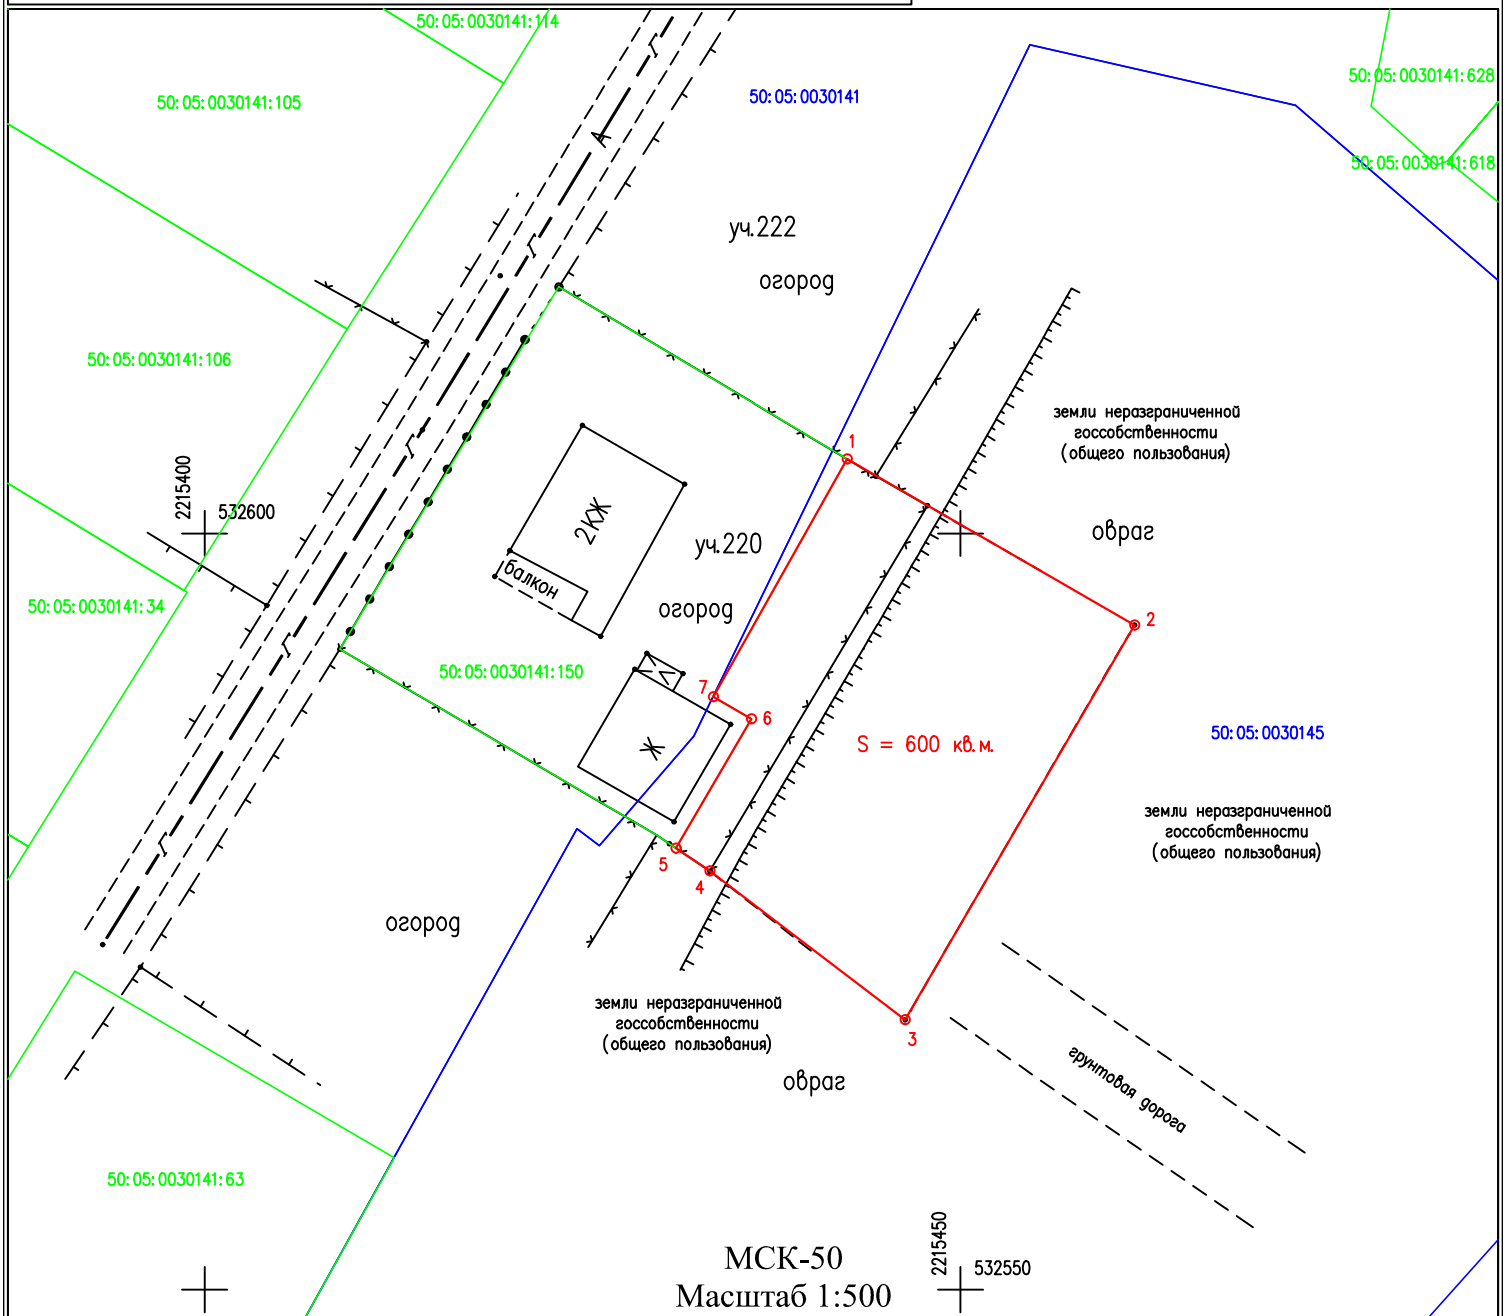 50:05:0030141:114
50:05:0030141:105
50:05:0030141
50:05:0030141:628
50:05:0030141:618
А
Г
уч.222
огород
Г
50:05:0030141:106
земли неразграниченной
госсобственности
(общего пользования)
1
Г
2215400
532600
2КЖ
балкон
уч.220
огород
овраг
50:05:0030141:34
2
Г
50:05:0030141:150
7
6
Ж
S = 600 кв.м.
50:05:0030145
земли неразграниченной
госсобственности
(общего пользования)
Г
5
4
огород
земли неразграниченной
госсобственности
(общего пользования)
3
овраг
грунтовая дорога
50:05:0030141:63
МСК-50
Масштаб 1:500
2215450
532550